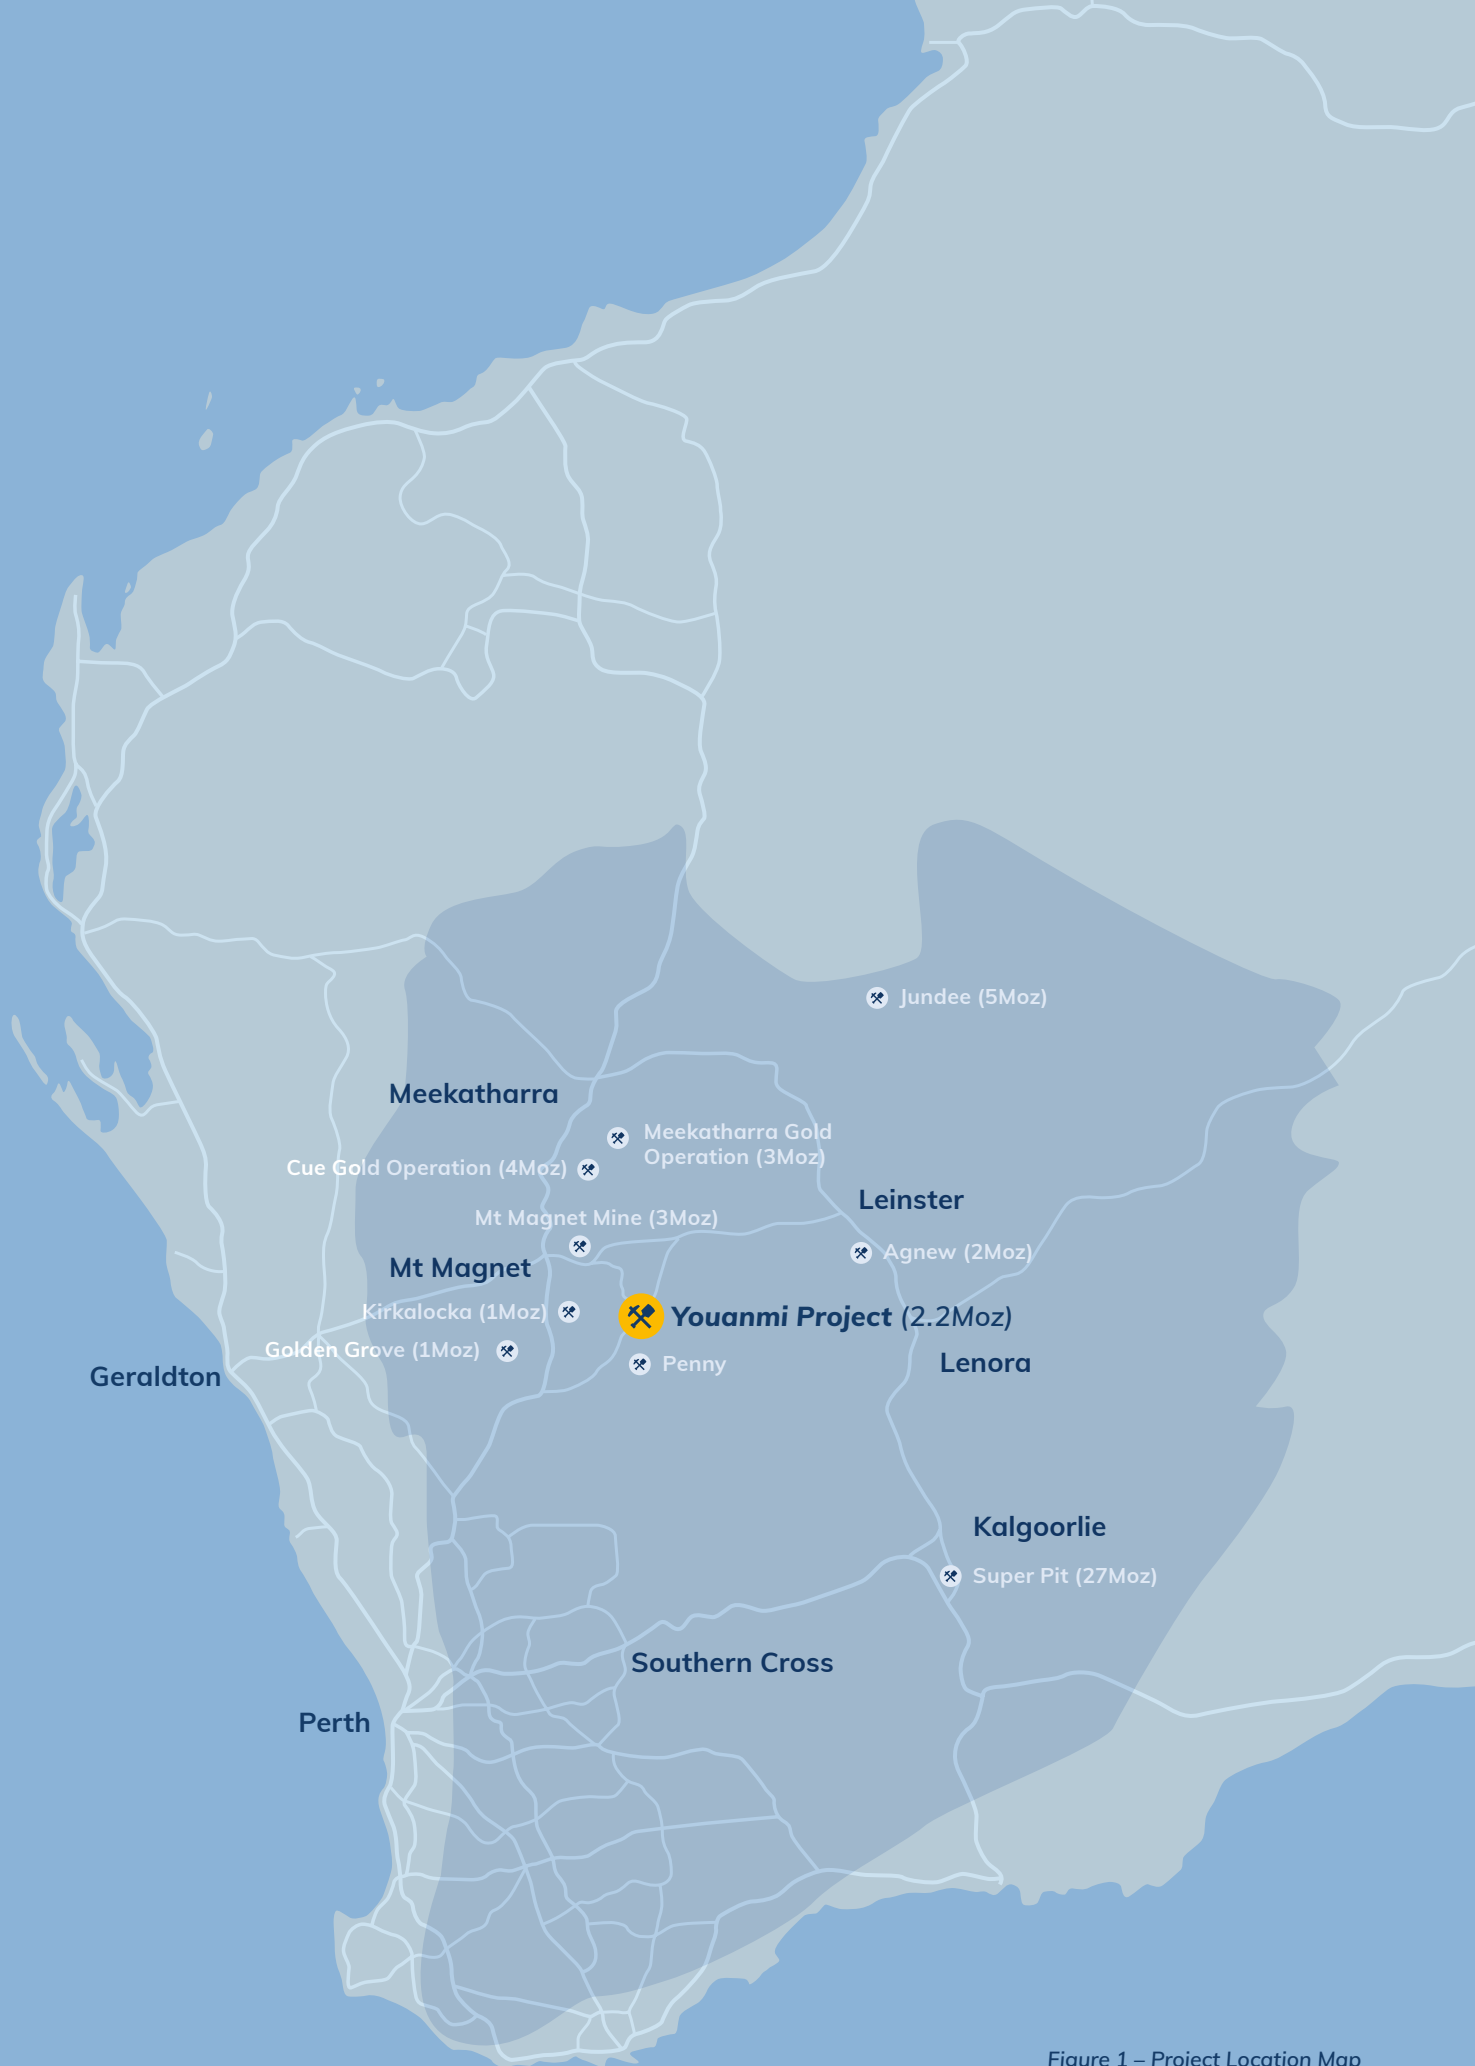 Jundee (5Moz)
Meekatharra
Meekatharra Gold
Operation (3Moz)
Cue Gold Operation (4Moz)
Leinster
Mt Magnet Mine (3Moz)
Agnew (2Moz)
Mt Magnet
Kirkalocka (1Moz)
Youanmi Project (2.2Moz)
Golden Grove (1Moz)
Penny
Lenora
Geraldton
Kalgoorlie
Super Pit (27Moz)
Southern Cross
Perth
Figure 1 – Project Location Map